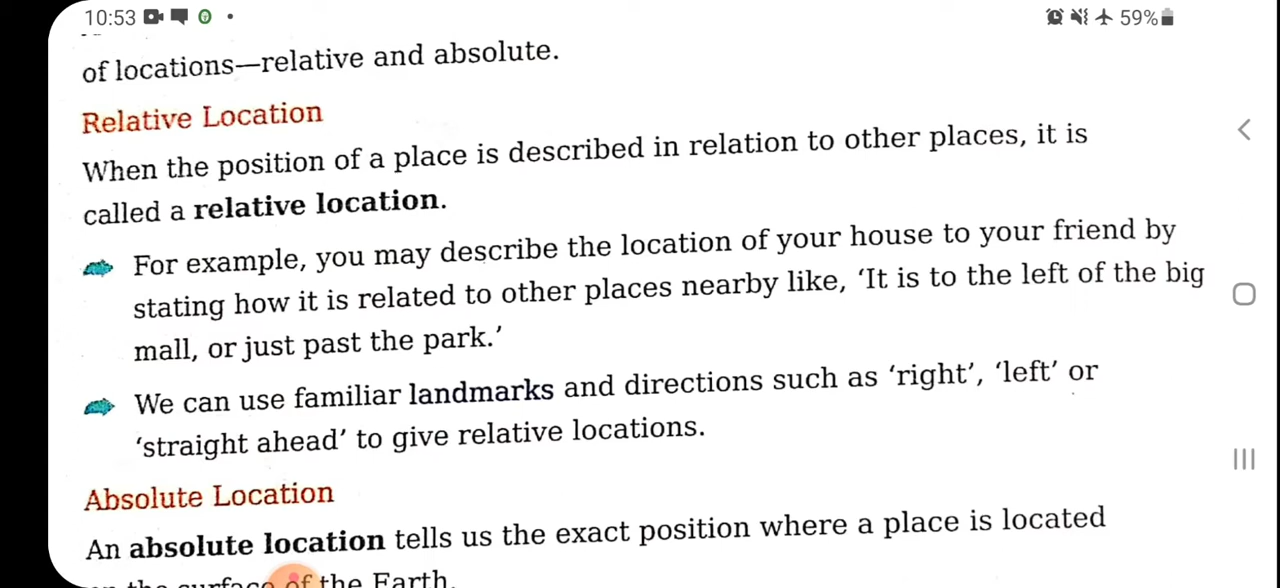 10:53
59%
of locations—relative and absolute.
Relative Location
When the position of a place is described in relation to other places, it is
called a relative location.
For example, you may describe the location of your house to your friend by
stating how it is related to other places nearby like, ‘It is to the left of the big
mall, or just past the park.’
We can use familiar landmarks and directions such as ‘right’, ‘left’ or
‘straight ahead’ to give relative locations.
Absolute Location
An absolute location tells us the exact position where a place is located
the surface of the Earth.